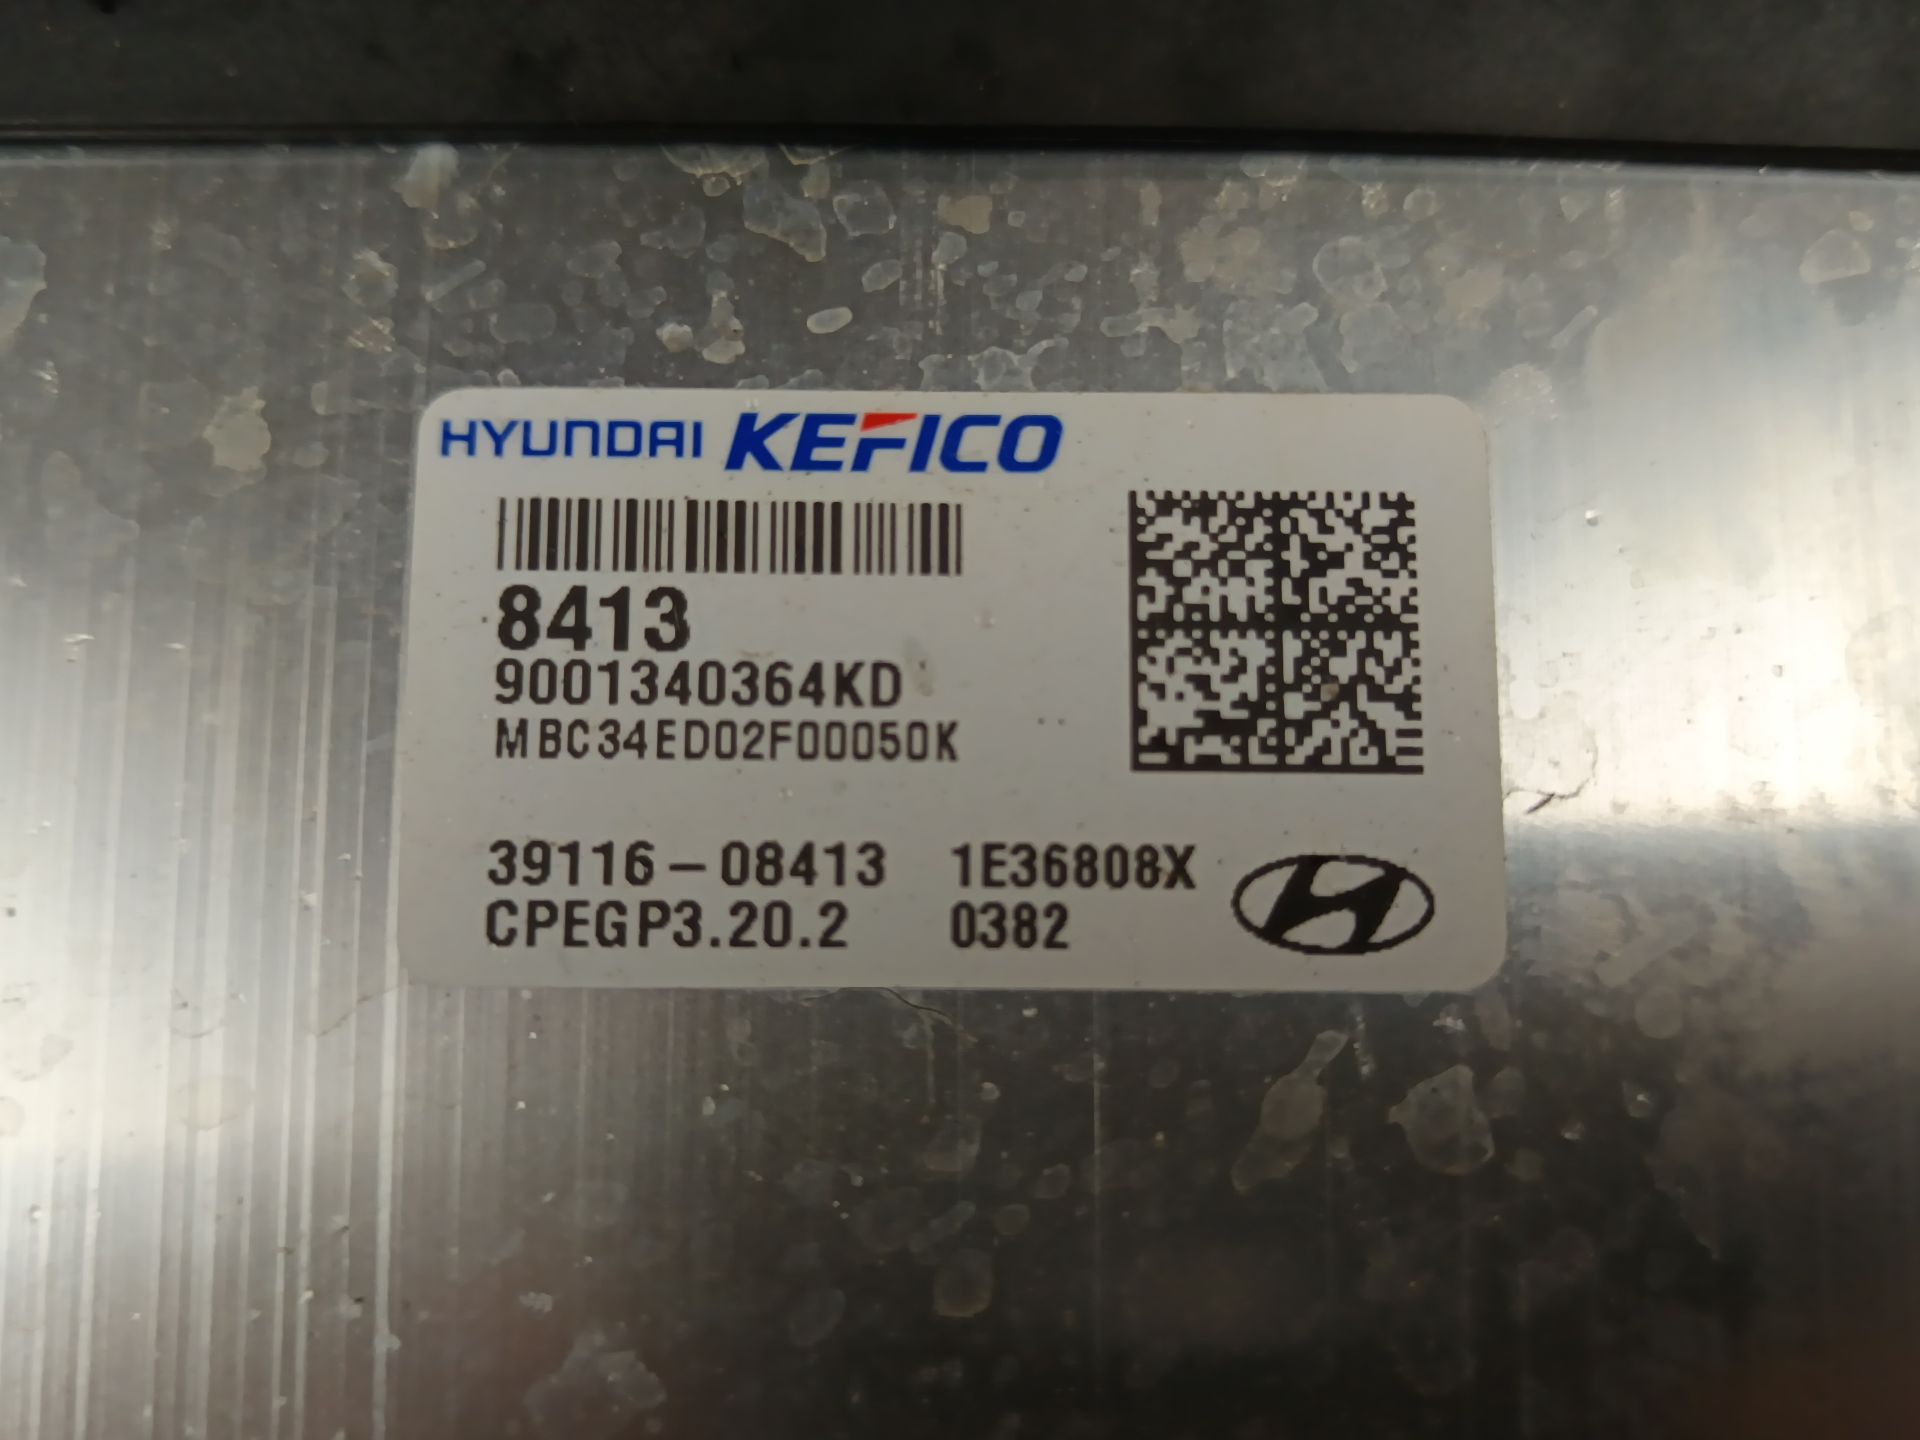 HYUNDAI KEFICO
8413
9001340364KD
MBC34ED02F00050K
39116-08413 1E36808X
CPEGP3.20.2 0382